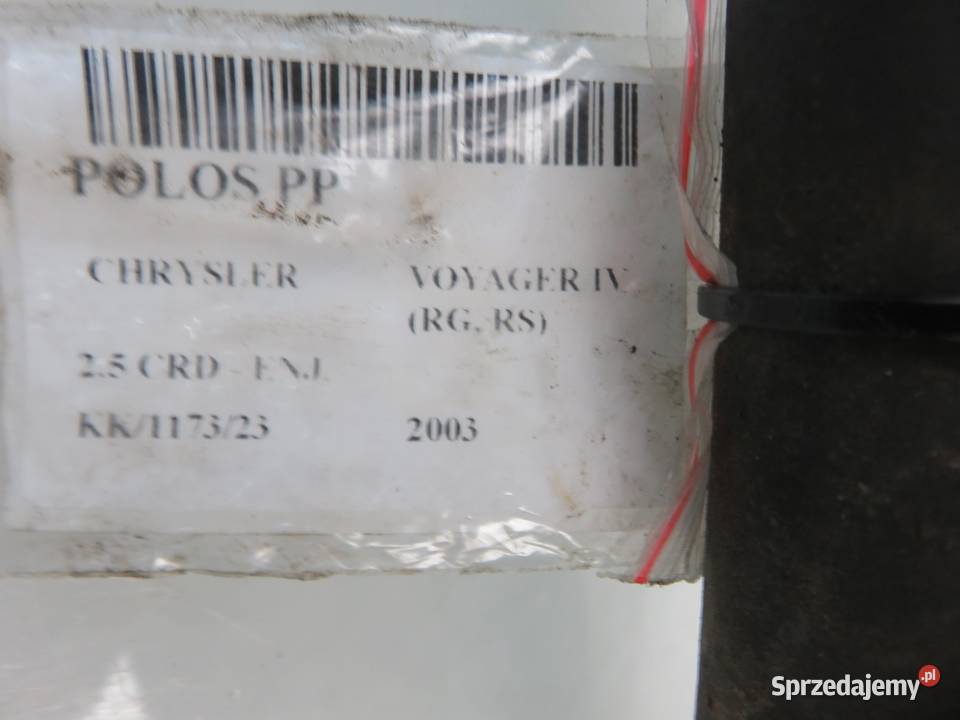 POLOS PP
CHRYSLER VOYAGER IV
(RG, RS)
2.5 CRD - ENJ.
KK/1173/23 2003
Sprzedajemy.pl